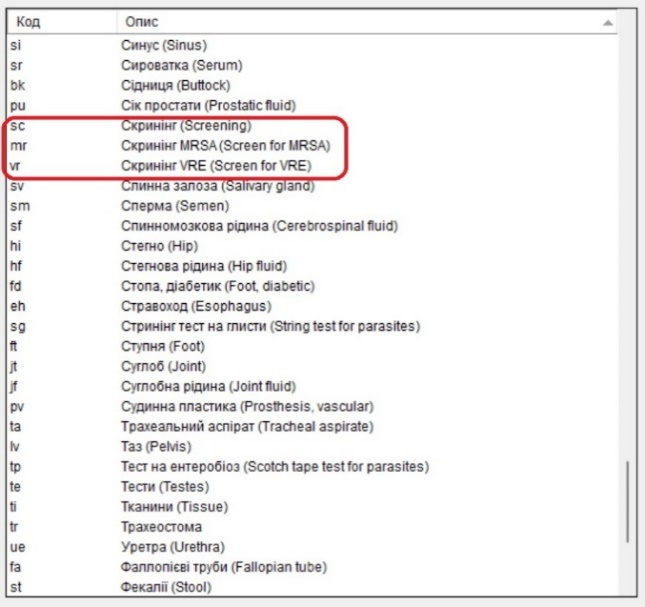 Код Опис
si Синус (Sinus)
sr Сироватка (Serum)
bk Сідниця (Buttock)
pu Сік простати (Prostatic fluid)
sc Скринінг (Screening)
mr Скринінг MRSA (Screen for MRSA)
vr Скринінг VRE (Screen for VRE)
sv Слинна залоза (Salivary gland)
sm Сперма (Semen)
sf Спинномозкова рідина (Cerebrospinal fluid)
hi Стегно (Hip)
hf Стегнова рідина (Hip fluid)
fd Стопа, діабетик (Foot, diabetic)
eh Стравоход (Esophagus)
sg Стринінг тест на глисти (String test for parasites)
ft Ступня (Foot)
jt Суглоб (Joint)
jf Суглобна рідина (Joint fluid)
pv Судинна пластика (Prosthesis, vascular)
ta Трахеальний аспірат (Tracheal aspirate)
lv Таз (Pelvis)
tp Тест на ентеробіоз (Scotch tape test for parasites)
te Тести (Testes)
ti Тканини (Tissue)
tr Трахеостома
ue Уретра (Urethra)
fa Фаллопієві труби (Fallopian tube)
st Фекалії (Stool)